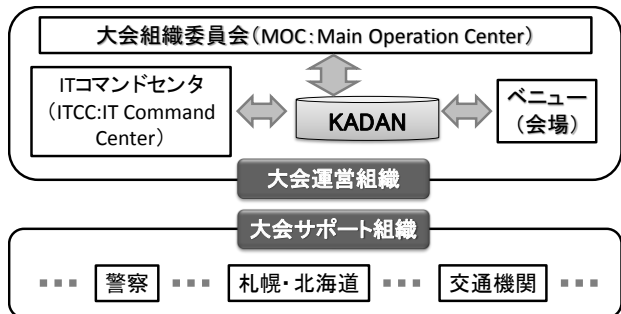 大会組織委員会(MOC:Main Operation Center)
ITコマンドセンタ
(ITCC:IT Command
Center)
KADAN
ベニュー
(会場)
大会運営組織
大会サポート組織
警察
札幌・北海道
交通機関